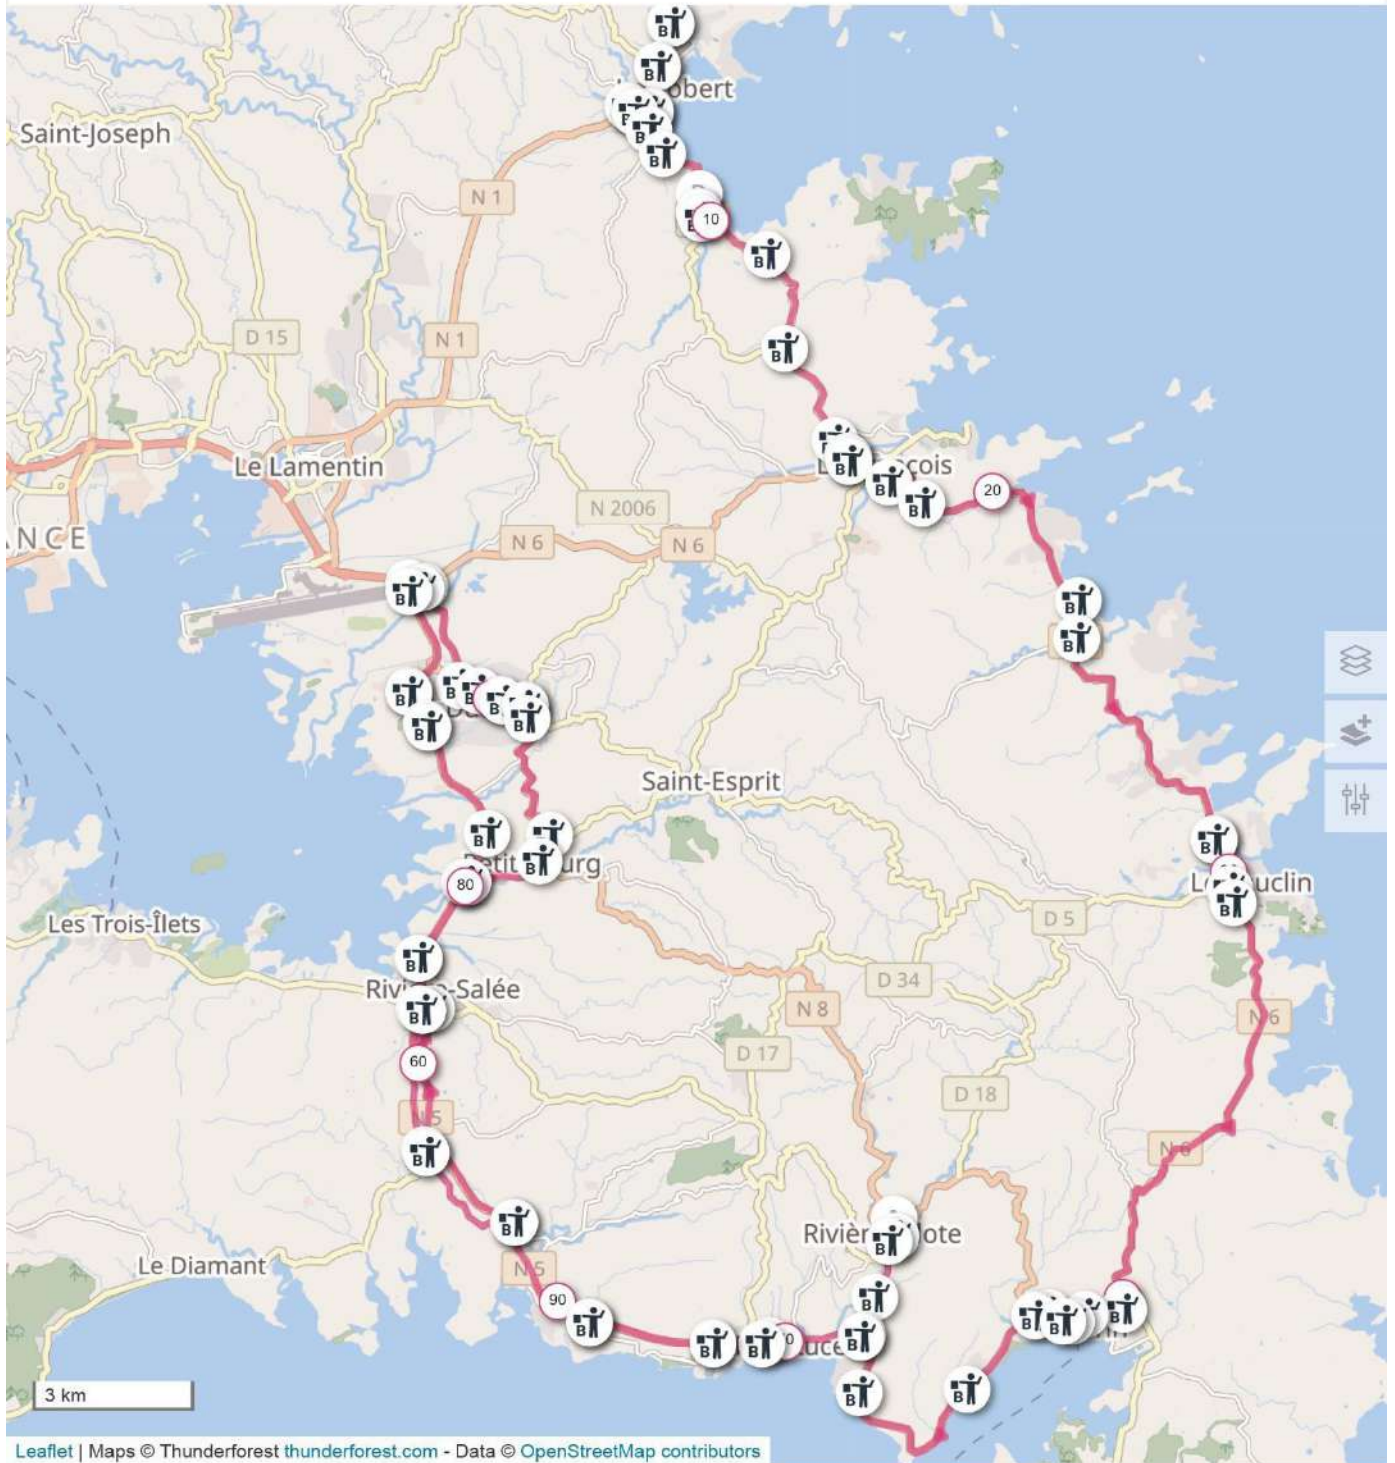 Saint-Joseph
obert
N 1
10
D 15
N 1
Le Lamentin
ANCE
N 2006
20
N 6
N 6
Saint-Esprit
80
Les Trois-Îlets
D 5
D 34
N 8
N 6
60
D 17
D 18
N 5
N 6
Le Diamant
N 5
90
3 km
Leaflet | Maps © Thunderforest thunderforest.com - Data © OpenStreetMap contributors